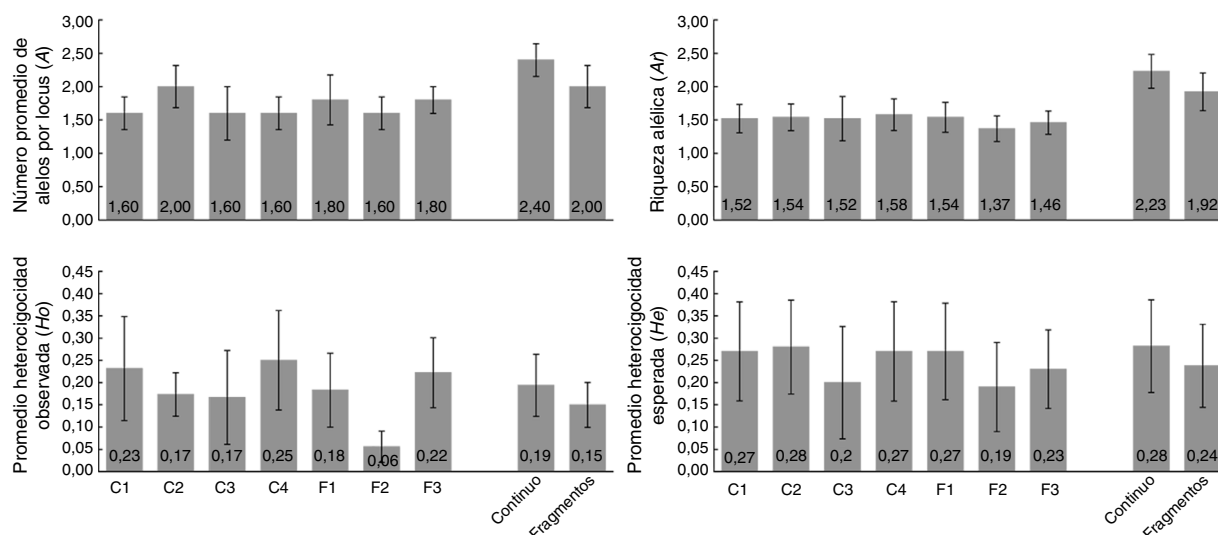 Número promedio de
alelos por locus (A)
3,00
2,50
2,00
1,50
1,00
0,50
0,00
1,60
2,00
1,60
1,60
1,80
1,60
1,80
2,40
2,00
Riqueza alélica (Ar)
3,00
2,50
2,00
1,50
1,00
0,50
0,00
1,52
1,54
1,52
1,58
1,54
1,37
1,46
2,23
1,92
Promedio heterocigocidad
observada (Ho)
0,45
0,40
0,35
0,30
0,25
0,20
0,15
0,10
0,05
0,00
0,23
0,17
0,17
0,25
0,18
0,06
0,22
0,19
0,15
C1
C2
C3
C4
F1
F2
F3
Continuo
Fragmentos
Promedio heterocigocidad
esperada (He)
0,45
0,40
0,35
0,30
0,25
0,20
0,15
0,10
0,05
0,00
0,27
0,28
0,2
0,27
0,27
0,19
0,23
0,28
0,24
C1
C2
C3
C4
F1
F2
F3
Continuo
Fragmentos